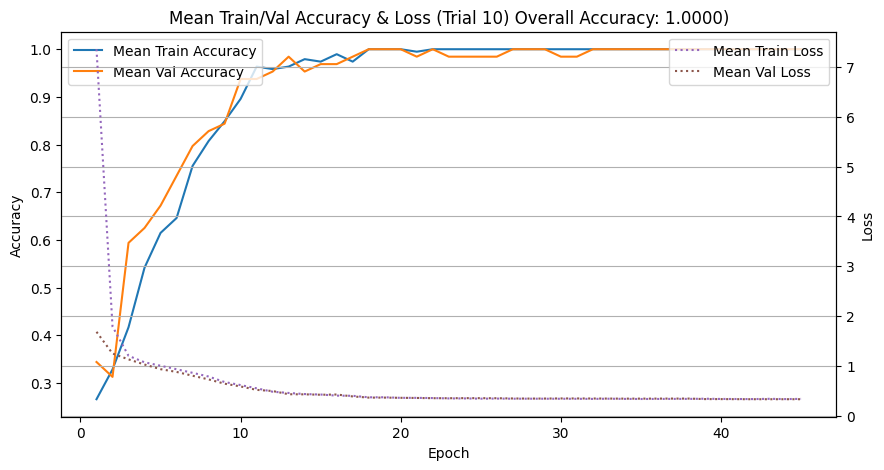 Mean Train/Val Accuracy & Loss (Trial 10) Overall Accuracy: 1.0000)
Mean Train Accuracy
Mean Val Accuracy
Mean Train Loss
Mean Val Loss
Accuracy
1.0
0.9
0.8
0.7
0.6
0.5
0.4
0.3
7
6
5
4
3
2
1
0
Loss
0 10 20 30 40
Epoch